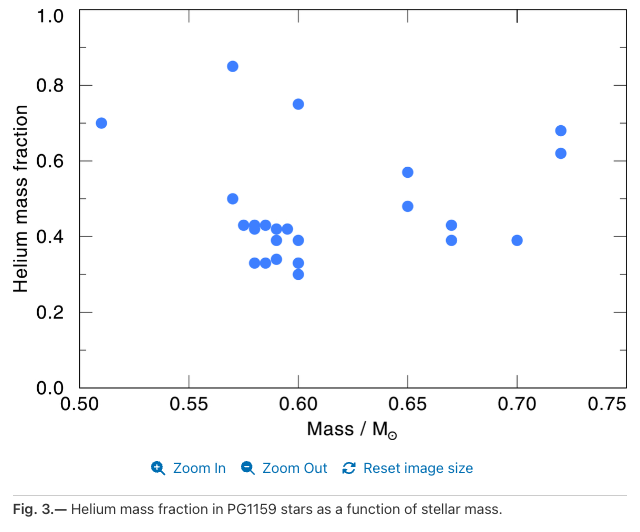 1.0
0.8
0.6
0.4
0.2
0.0
Helium mass fraction
0.50 0.55 0.60 0.65 0.70 0.75
Mass / M☉
Zoom In Zoom Out Reset image size
Fig. 3.— Helium mass fraction in PG1159 stars as a function of stellar mass.